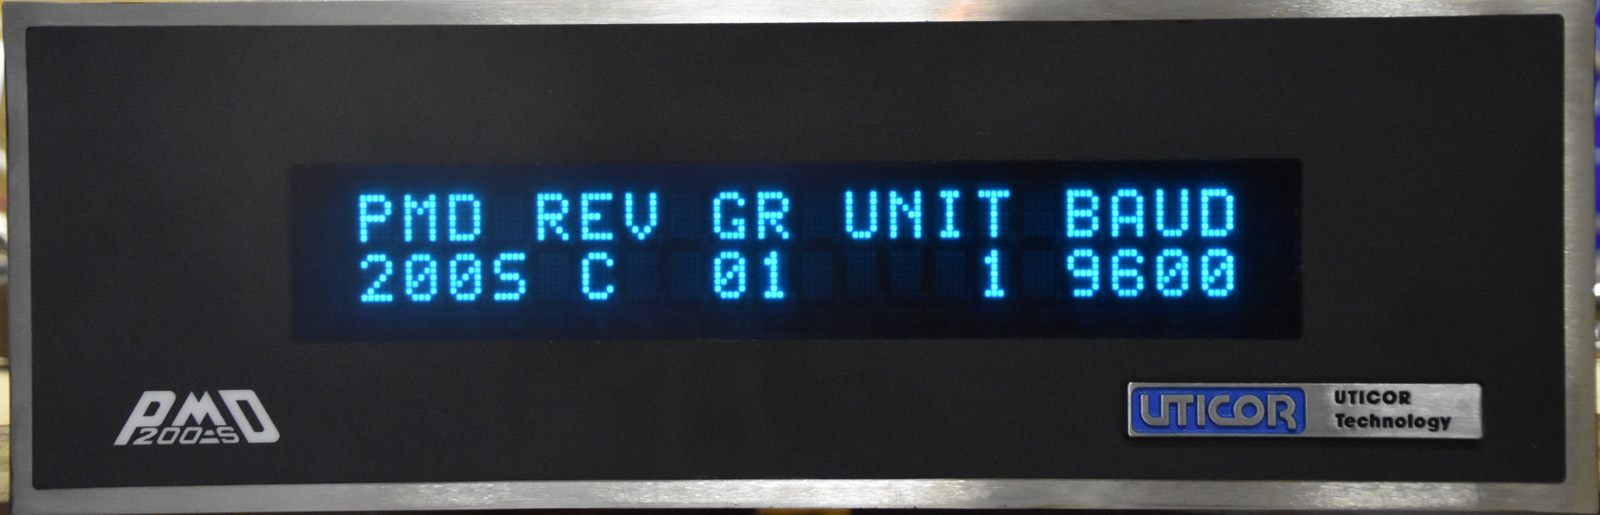 PMD REV GR UNIT BAUD
200S C 01 1 9600
PMD
200-S
UTICOR
UTICOR
Technology